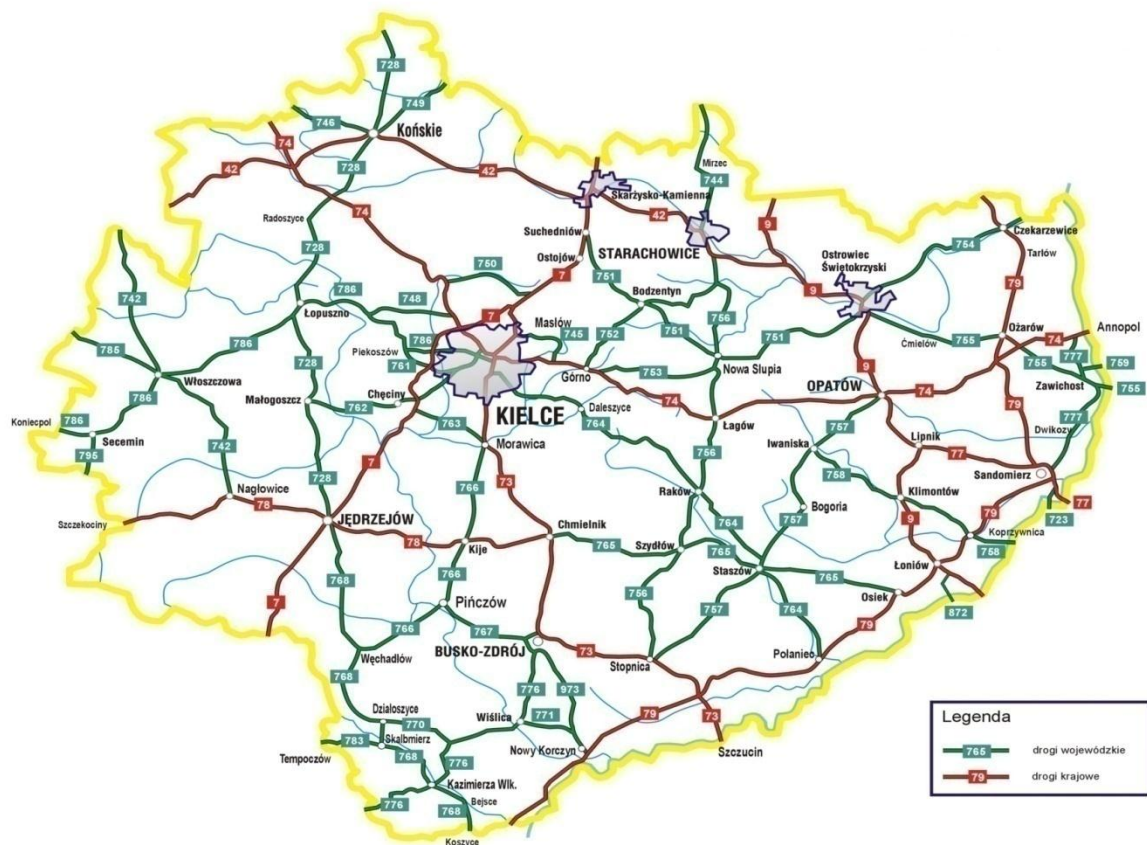 728
749
746
Końskie
74
42
728
42
Mirzec
744
Skarżysko-Kamienna
42
9
Radoszyce
74
Suchedniów
STARACHOWICE
Czekarzewice
754
Tarłów
728
Ostojów
Ostrowiec
Świętokrzyski
750
7
751
79
742
786
748
Bodzentyn
9
Łopuszno
7
Masłów
756
751
Annopol
786
745
752
751
Ćmielów
755
Ożarów
74
785
786
Piekoszów
761
755
777
759
Włoszczowa
728
Górno
753
Nowa Słupia
9
Zawichost
755
Małogoszcz
762
Chęciny
KIELCE
Daleszyce
74
OPATÓW
74
79
777
786
Koniecpol
786
763
764
Łagów
757
Dwikozy
Secemin
Morawica
Iwaniska
Lipnik
742
756
77
795
728
7
766
73
758
Sandomierz
Nagłowice
Raków
Klimontów
77
Szczekociny
78
JĘDRZEJÓW
764
757
Bogoria
79
723
Chmielnik
9
Koprzywnica
78
Kije
765
Szydłów
765
758
Staszów
Łoniów
768
766
765
756
757
764
Osiek
872
7
Pińczów
766
767
79
BUSKO-ZDRÓJ
73
Stopnica
Połaniec
Węchadłów
768
776
973
Działoszyce
Wiślica
771
79
73
770
Skalbmierz
783
Nowy Korczyn
Szczucin
Tempoczów
768
776
Kazimierza Wlk.
776
768
Bejsce
Koszyce
Legenda
765 drogi wojewódzkie
79 drogi krajowe